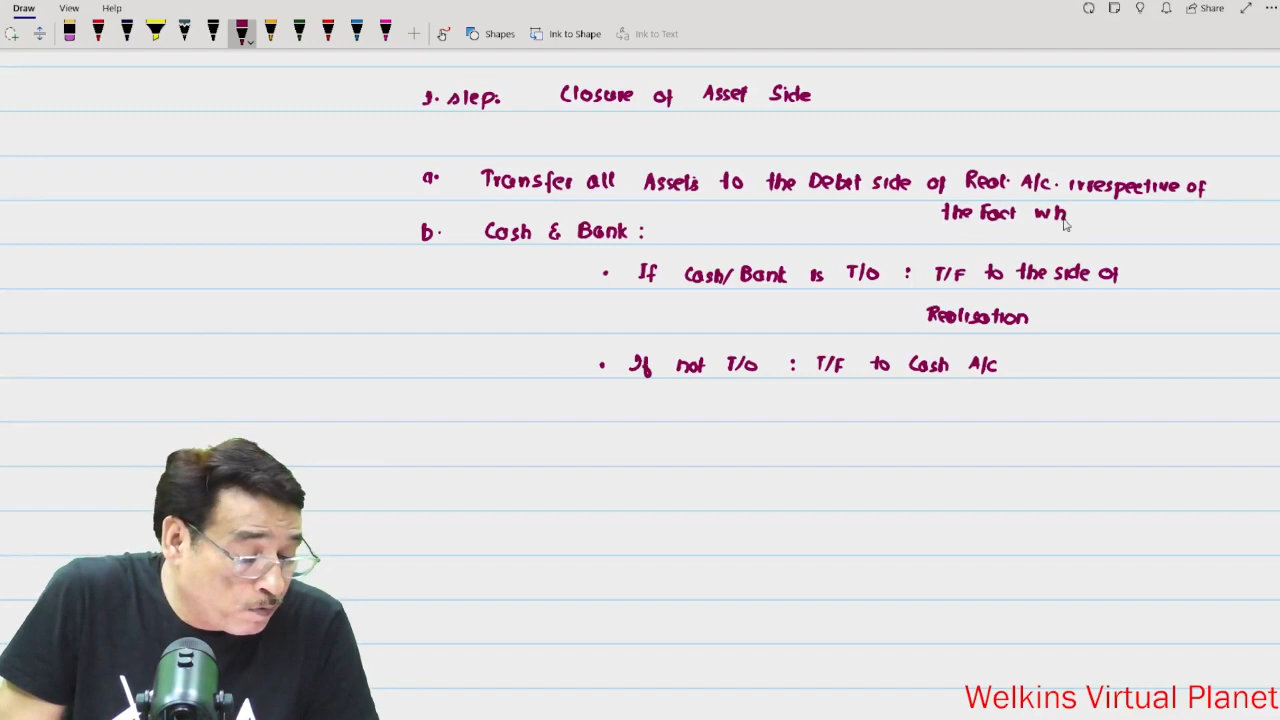 Draw View Help
Shapes Ink to Shape Ink to Text Share
1. step: Closure of Asset Side
a. Transfer all Assets to the Debit side of Real. A/c. irrespective of
the Fact wh
b. Cash & Bank :
• If Cash/Bank is T/O : T/F to the side of
Realisation
• If not T/O : T/F to Cash A/c
Welkins Virtual Planet